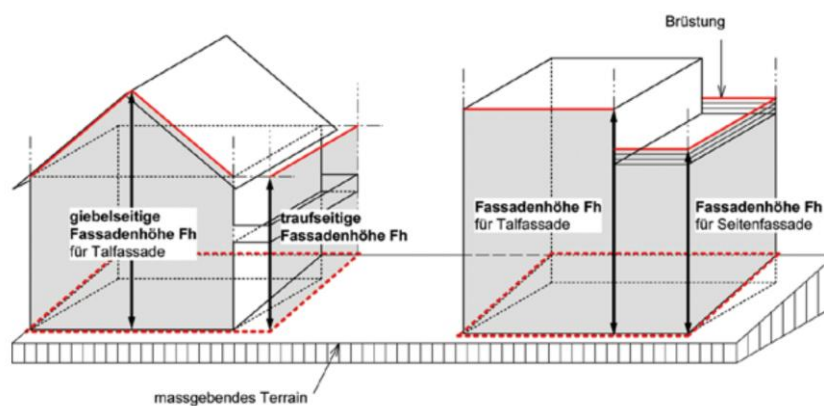 Brüstung
giebelseitige
Fassadenhöhe Fh
für Talfassade
traufseitige
Fassadenhöhe Fh
Fassadenhöhe Fh
für Talfassade
Fassadenhöhe Fh
für Seitenfassade
massgebendes Terrain